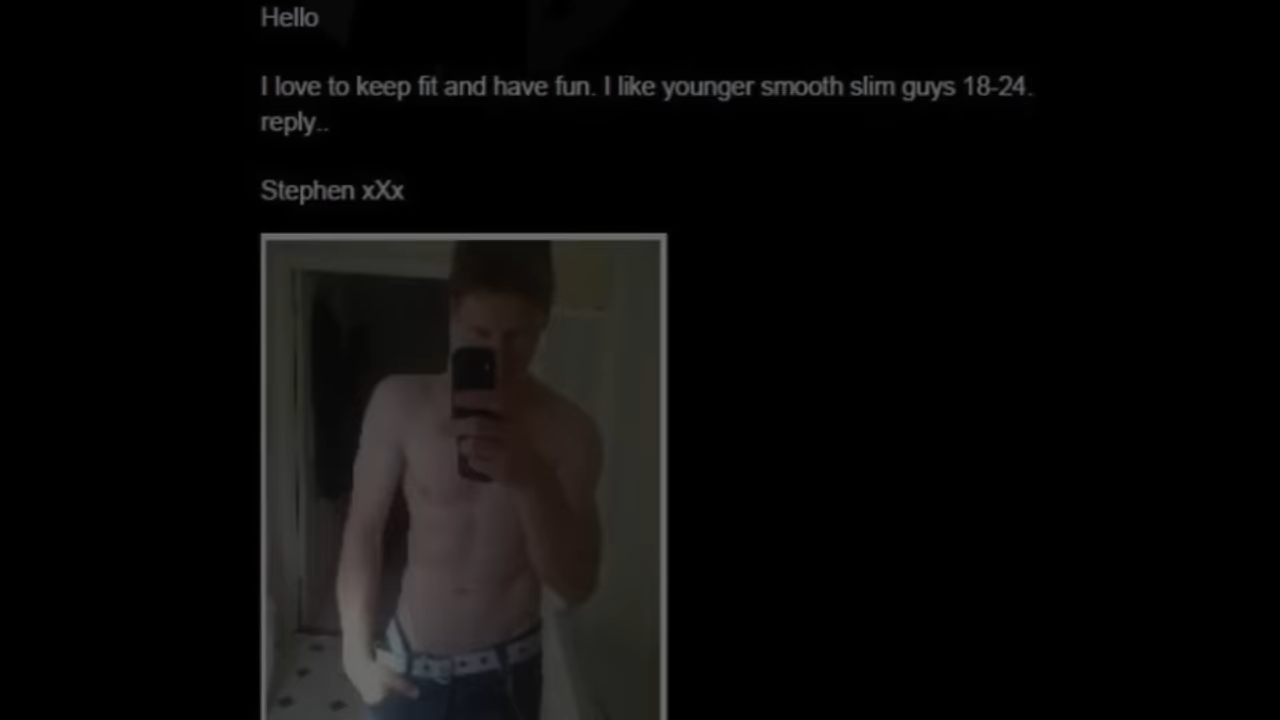 Hello
I love to keep fit and have fun. I like younger smooth slim guys 18-24.
reply..
Stephen xXx